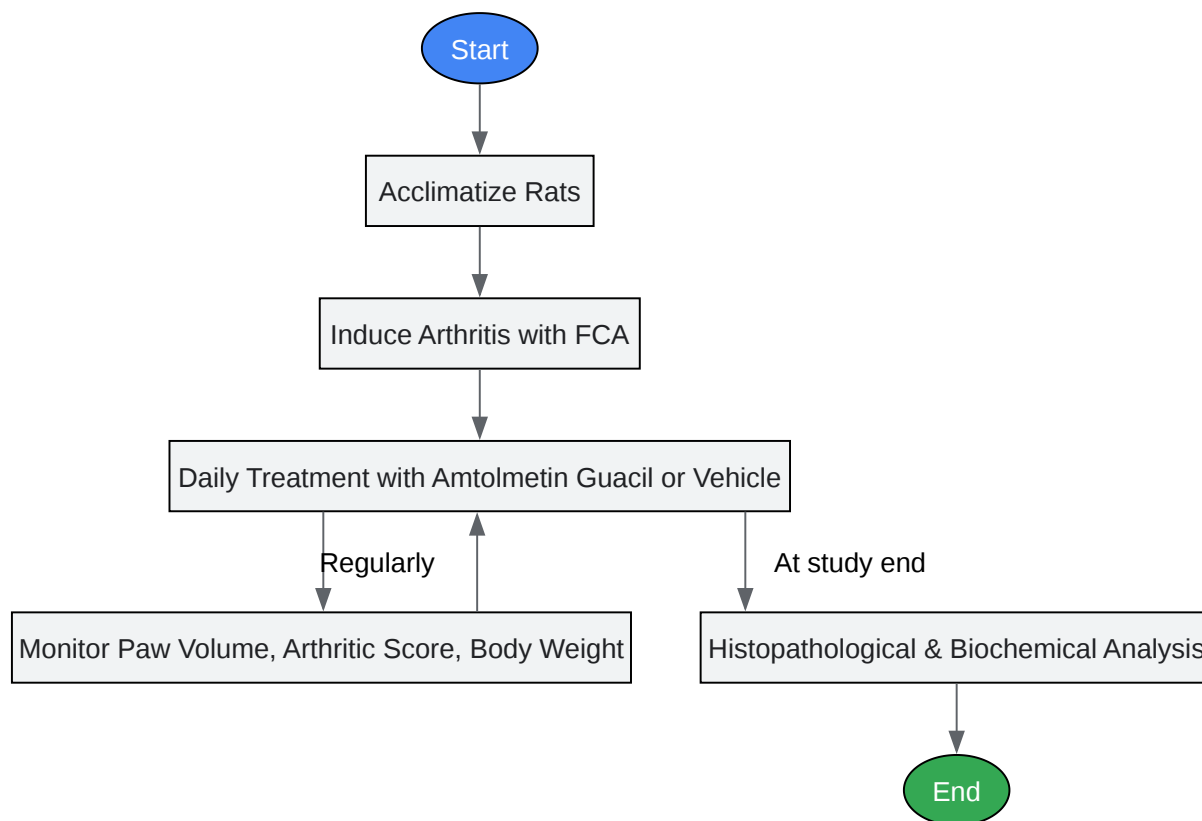 Start
Acclimatize Rats
Induce Arthritis with FCA
Daily Treatment with Amtolmetin Guacil or Vehicle
Regularly
At study end
Monitor Paw Volume, Arthritic Score, Body Weight
Histopathological & Biochemical Analysis
End